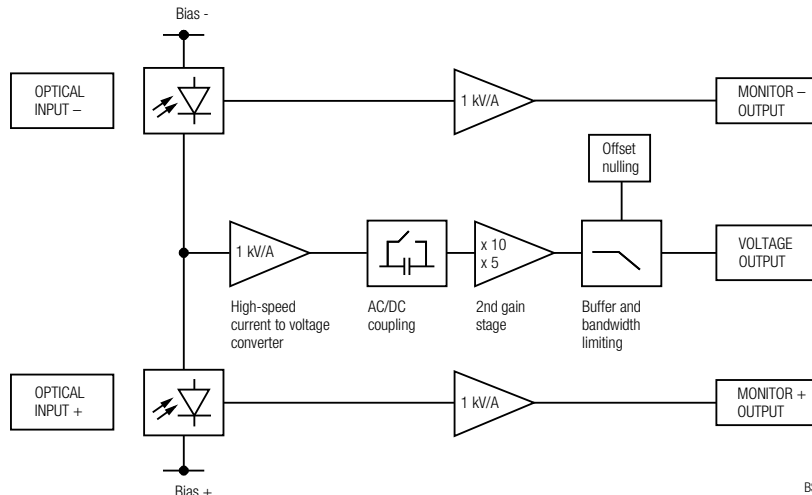 Bias -
OPTICAL
INPUT –
1 kV/A
MONITOR –
OUTPUT
Offset
nulling
1 kV/A
x 10
x 5
VOLTAGE
OUTPUT
High-speed
current to voltage
converter
AC/DC
coupling
2nd gain
stage
Buffer and
bandwidth
limiting
OPTICAL
INPUT +
1 kV/A
MONITOR +
OUTPUT
Bias +